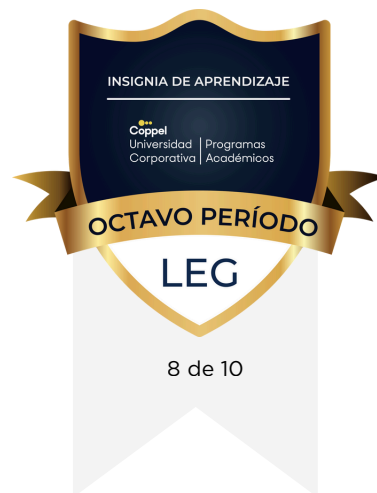 INSIGNIA DE APRENDIZAJE
Coppel
Universidad Corporativa
Programas Académicos
OCTAVO PERÍODO
LEG
8 de 10